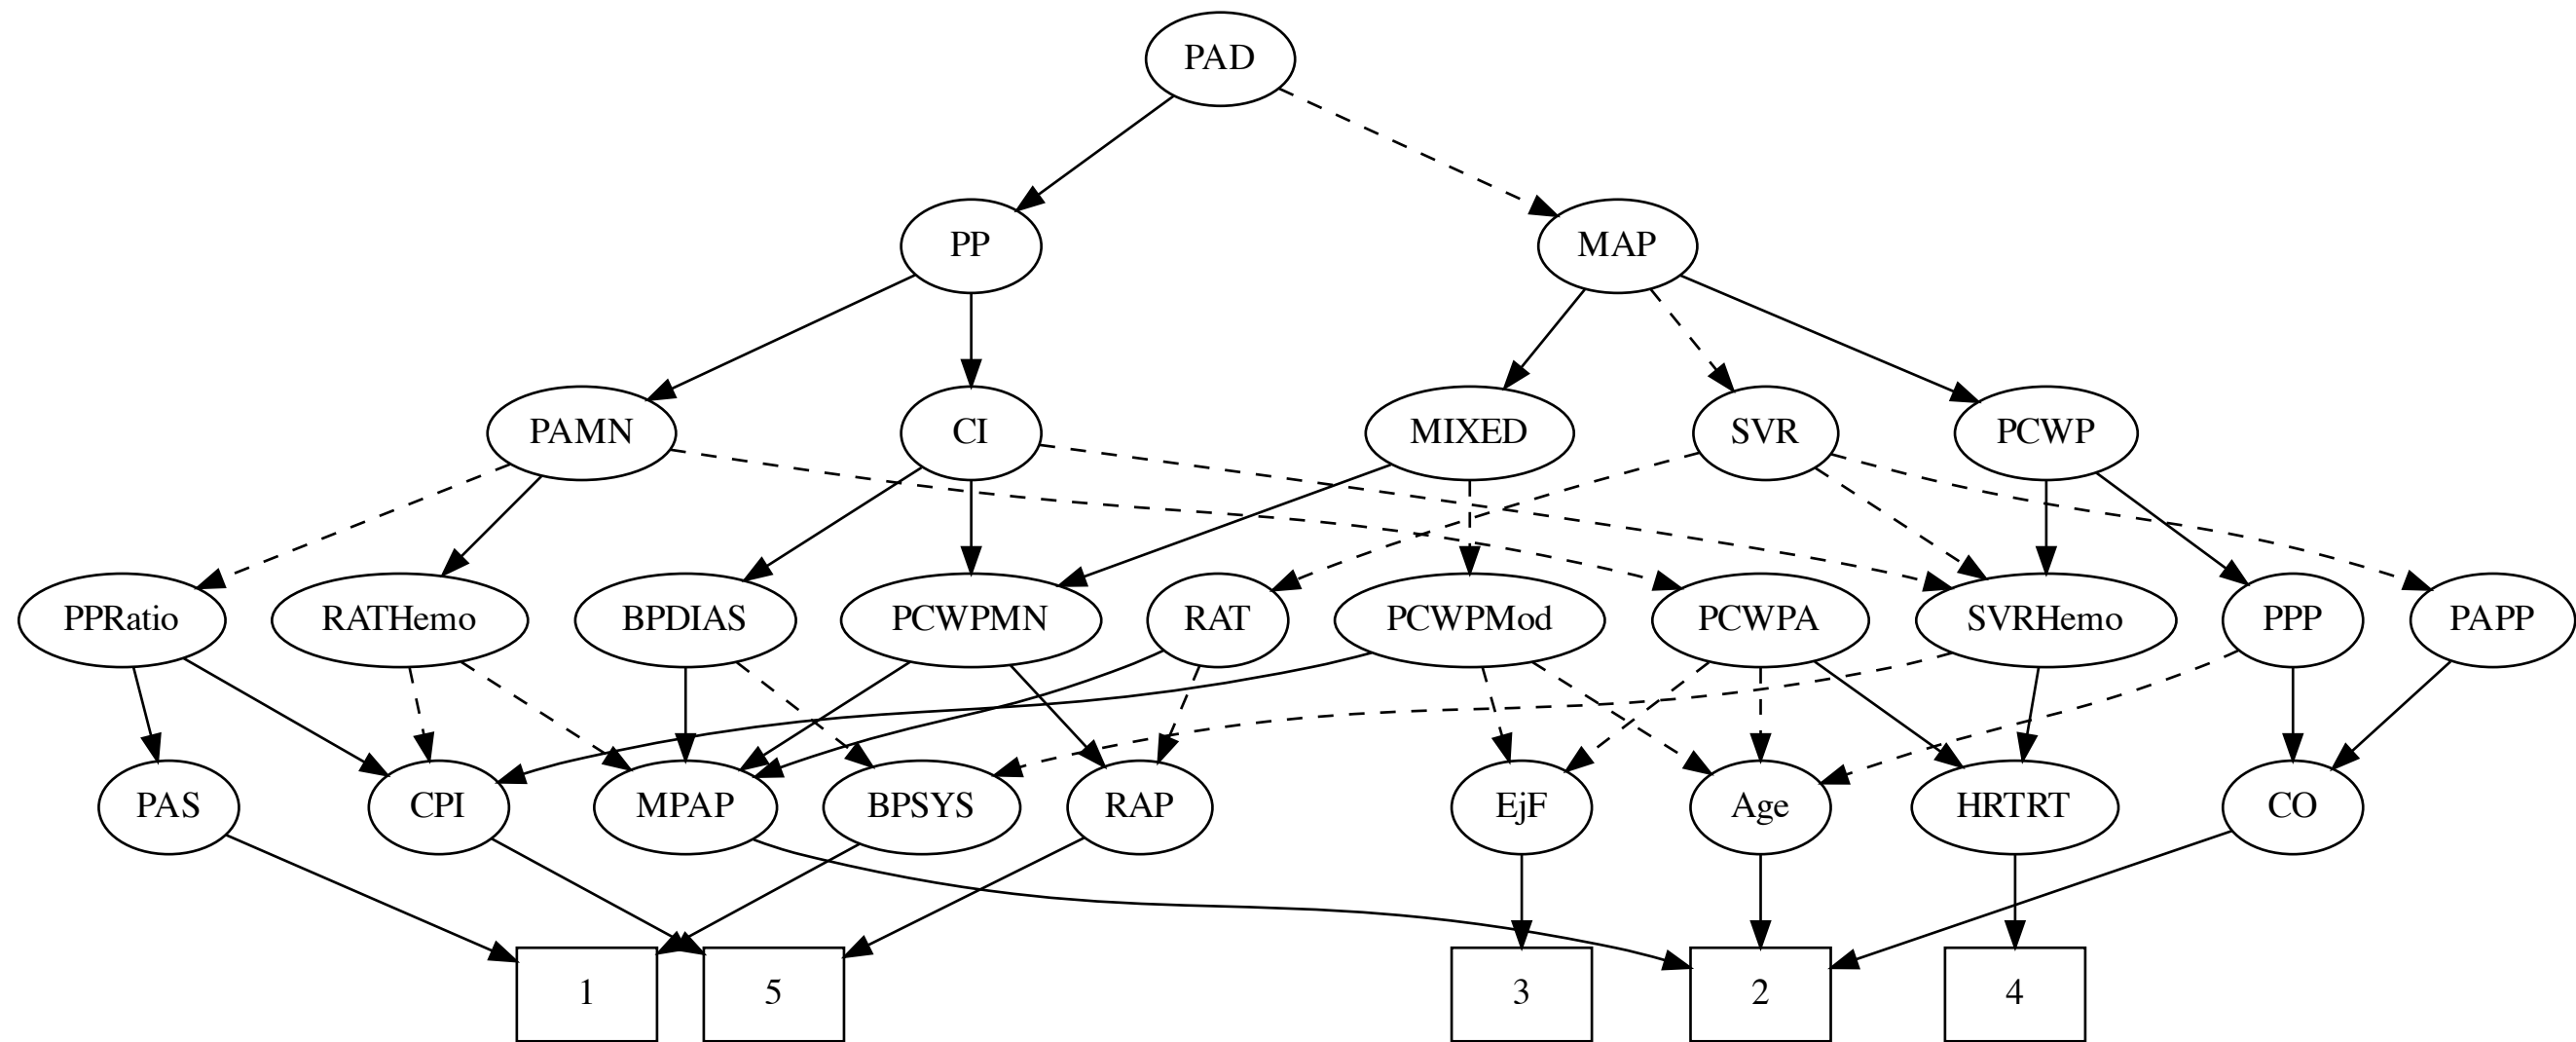 PAD
PP
MAP
PAMN
CI
MIXED
SVR
PCWP
PPRatio
RATHemo
BPDIAS
PCWPMN
RAT
PCWPMod
PCWPA
SVRHemo
PPP
PAPP
PAS
CPI
MPAP
BPSYS
RAP
EjF
Age
HRTRT
CO
1
5
3
2
4